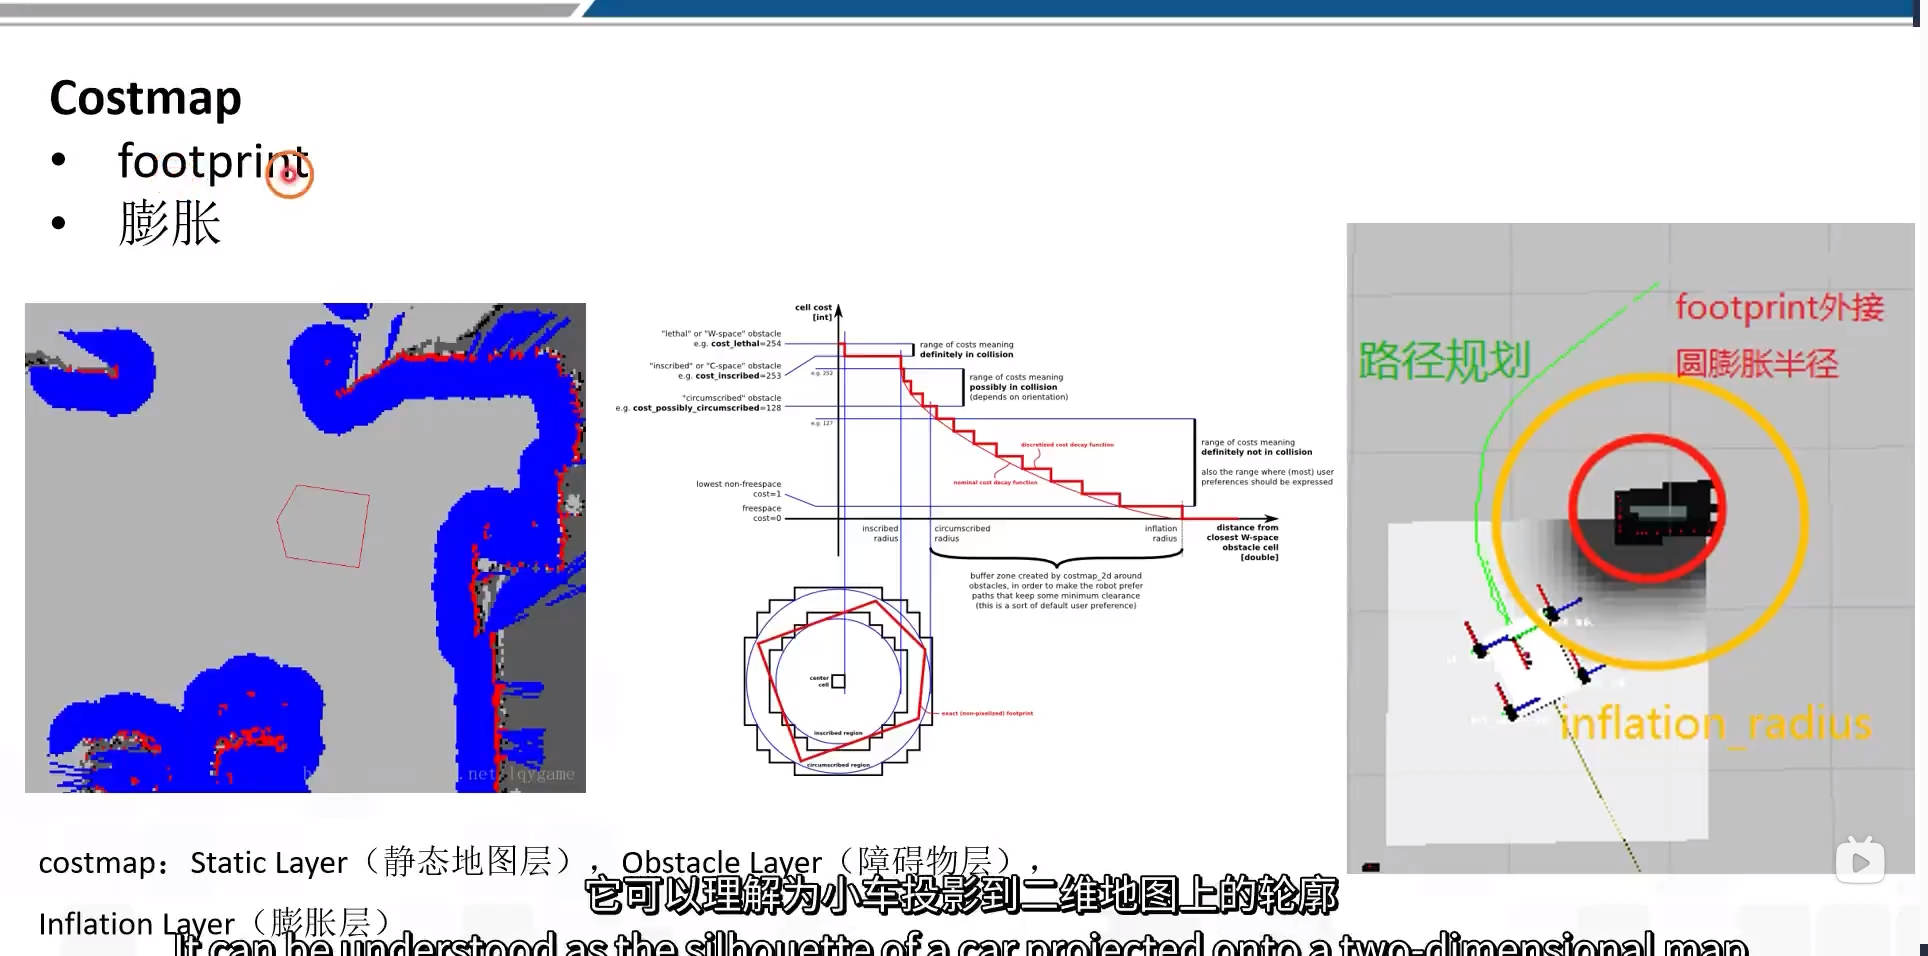 Costmap
• footprint
• 膨胀
cell cost
[int]
"lethal" or "W-space" obstacle
e.g. cost_lethal=254
range of costs meaning
definitely in collision
"inscribed" or "C-space" obstacle
e.g. cost_inscribed=253
e.g. 252
range of costs meaning
possibly in collision
(depends on orientation)
"circumscribed" obstacle
e.g. cost_possibly_circumscribed=128
e.g. 127
discretized cost decay function
nominal cost decay function
range of costs meaning
definitely not in collision
also the range where (most) user
preferences should be expressed
lowest non-freespace
cost=1
freespace
cost=0
inscribed
radius
circumscribed
radius
inflation
radius
distance from
closest W-space
obstacle cell
[double]
buffer zone created by costmap_2d around
obstacles, in order to make the robot prefer
paths that keep some minimum clearance
(this is a sort of default user preference)
center
cell
exact (non-pixelized) footprint
inscribed region
circumscribed region
路径规划
footprint外接
圆膨胀半径
inflation_radius
.net/lqygame
costmap：Static Layer（静态地图层），Obstacle Layer（障碍物层），
Inflation Layer（膨胀层）
它可以理解为小车投影到二维地图上的轮廓
It can be understood as the silhouette of a car projected onto a two-dimensional map